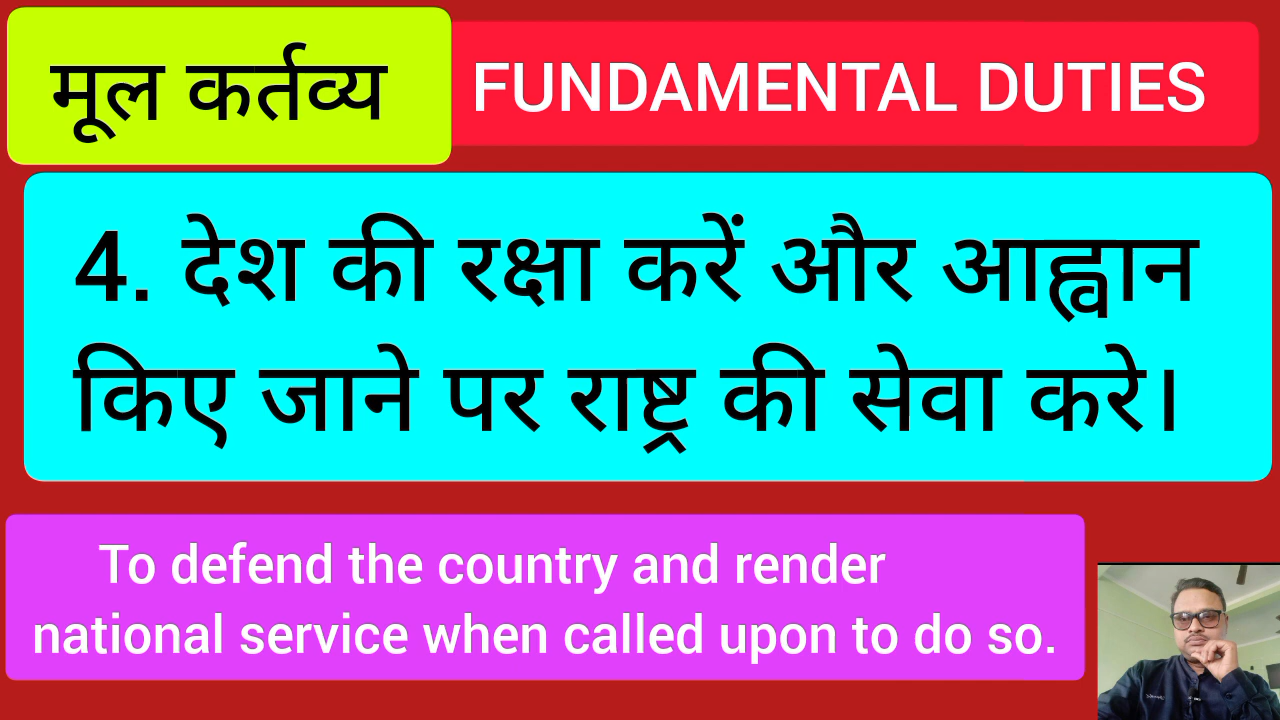 मूल कर्तव्य
FUNDAMENTAL DUTIES
4. देश की रक्षा करें और आह्वान
किए जाने पर राष्ट्र की सेवा करे।
To defend the country and render
national service when called upon to do so.